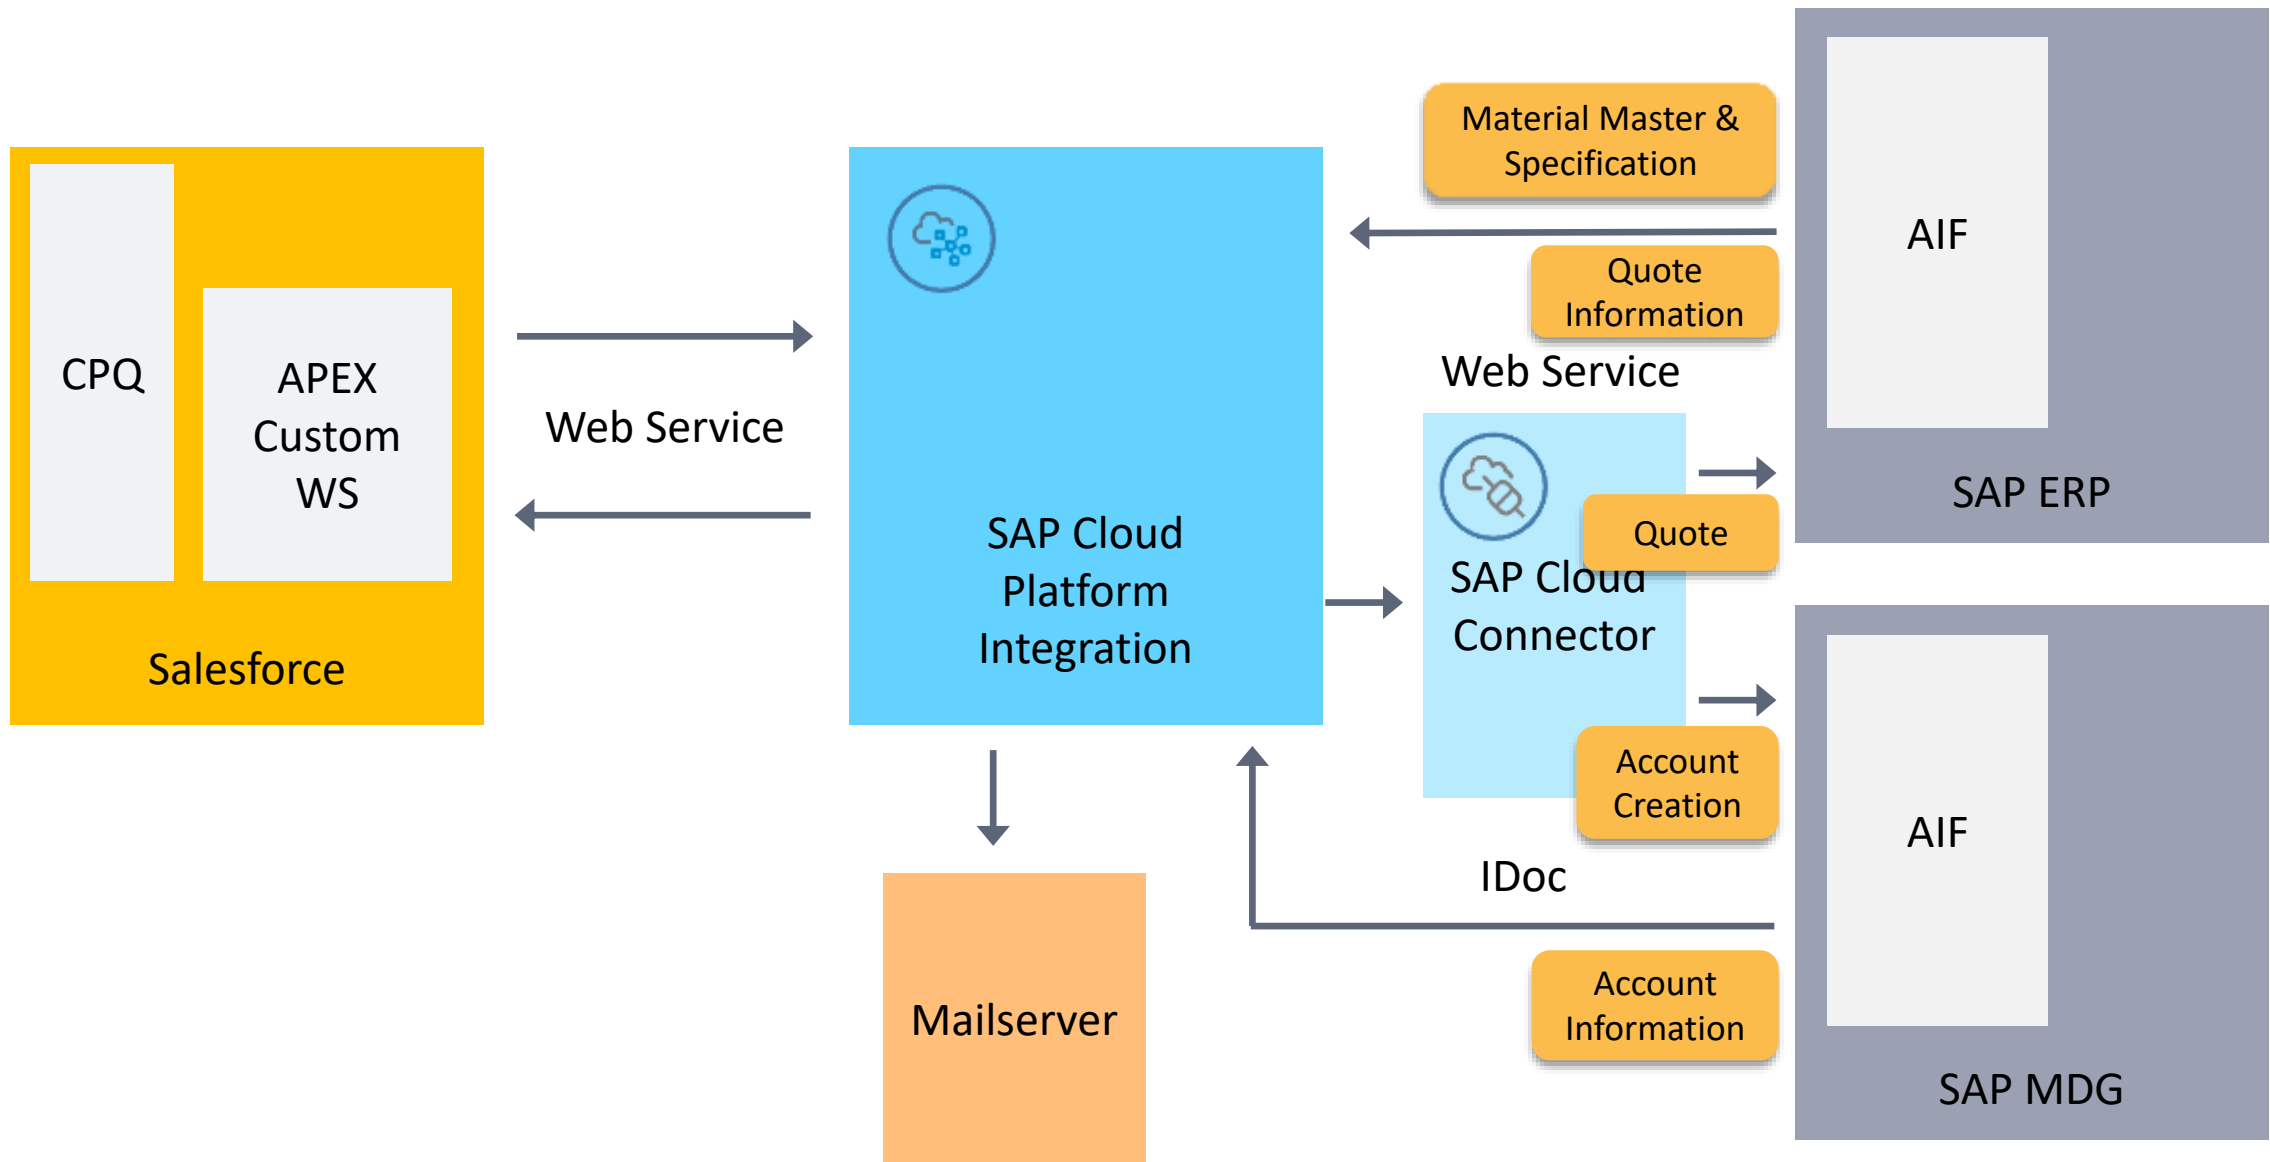 CPQ
APEX
Custom
WS
Salesforce
Web Service
SAP Cloud
Platform
Integration
Mailserver
Material Master &
Specification
Quote
Information
Web Service
SAP Cloud
Connector
Quote
Account
Creation
IDoc
Account
Information
AIF
SAP ERP
AIF
SAP MDG